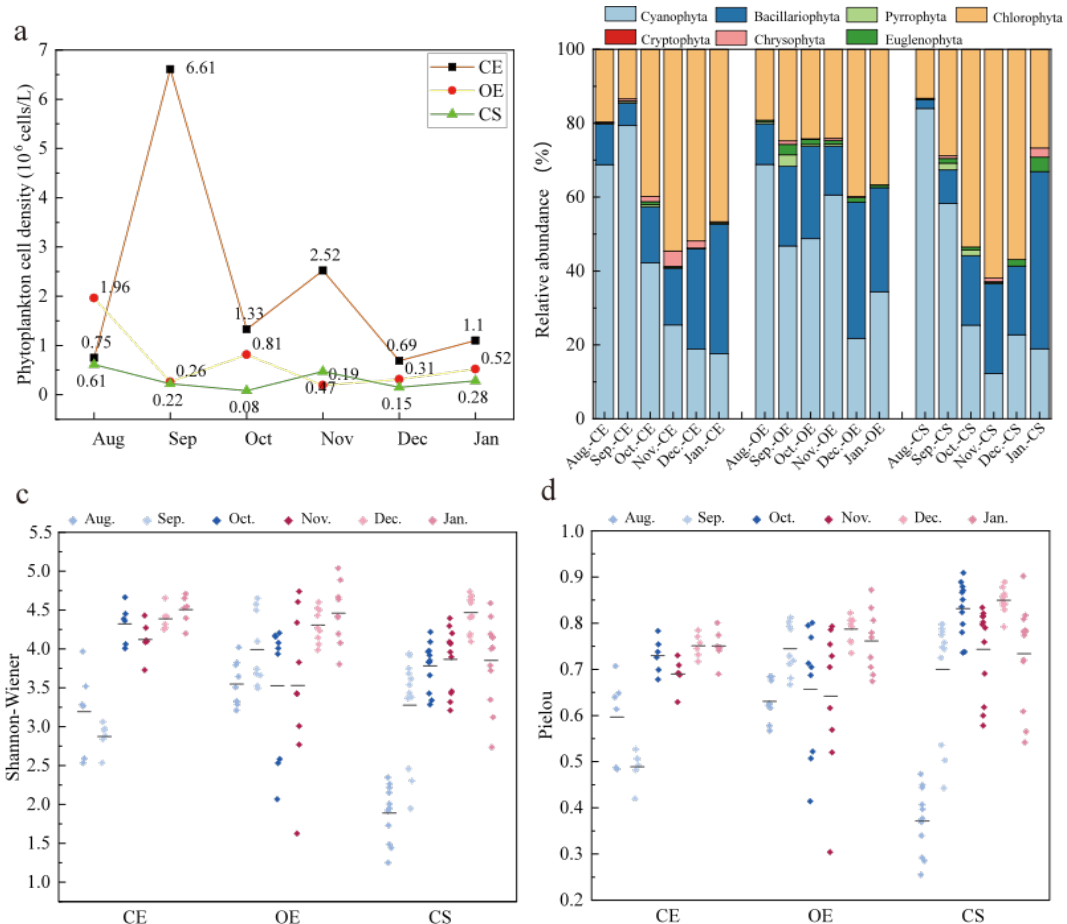 a
Phytoplankton cell density (10⁶ cells/L)
7
6
5
4
3
2
1
0
CE
OE
CS
6.61
1.96
0.75
0.61
0.26
0.22
1.33
0.81
0.08
2.52
0.19
0.47
0.69
0.31
0.15
1.1
0.52
0.28
Aug Sep Oct Nov Dec Jan
Cyanophyta Bacillariophyta Pyrrophyta Chlorophyta
Cryptophyta Chrysophyta Euglenophyta
Relative abundance (%)
100
80
60
40
20
0
Aug-CE Sep.-CE Oct.-CE Nov.-CE Dec.-CE Jan.-CE Aug.-OE Sep.-OE Oct.-OE Nov.-OE Dec.-OE Jan.-OE Aug.-CS Sep.-CS Oct.-CS Nov.-CS Dec.-CS Jan.-CS
c
Aug. Sep. Oct. Nov. Dec. Jan.
Shannon-Wiener
5.5
5.0
4.5
4.0
3.5
3.0
2.5
2.0
1.5
1.0
CE OE CS
d
Aug. Sep. Oct. Nov. Dec. Jan.
Pielou
1.0
0.9
0.8
0.7
0.6
0.5
0.4
0.3
0.2
CE OE CS